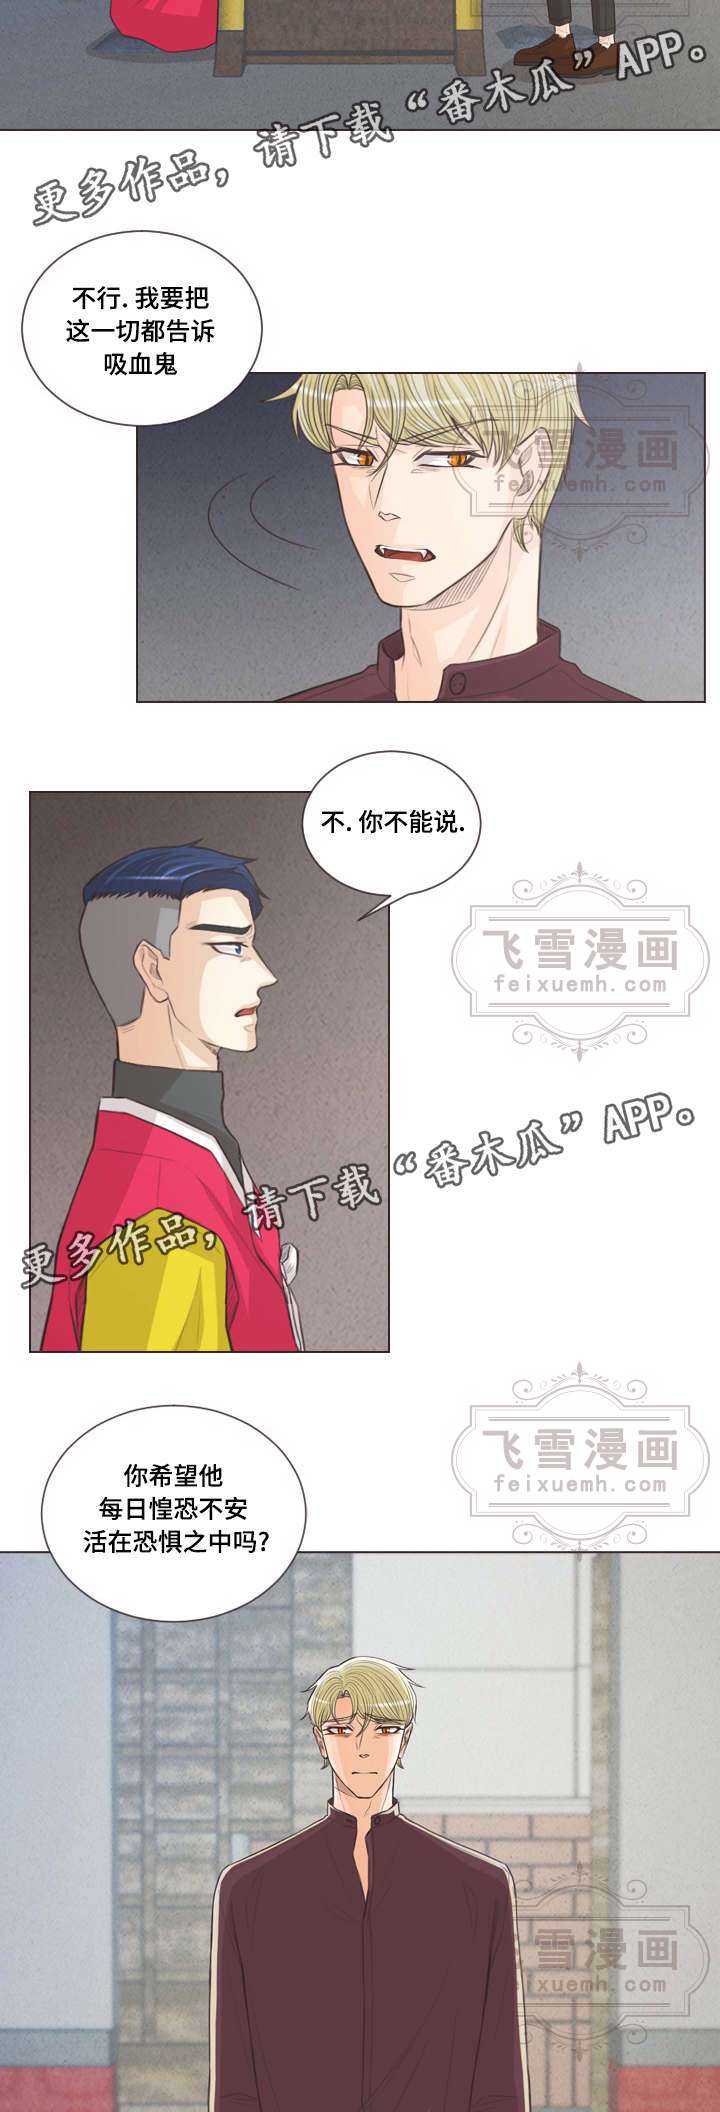 更多作品，请下载“番木瓜”APP。
不行. 我要把
这一切都告诉
吸血鬼
飞雪漫画
feixuemh.com
不. 你不能说.
飞雪漫画
feixuemh.com
更多作品，请下载“番木瓜”APP。
飞雪漫画
feixuemh.com
你希望他
每日惶恐不安
活在恐惧之中吗?
飞雪漫画
feixuemh.com